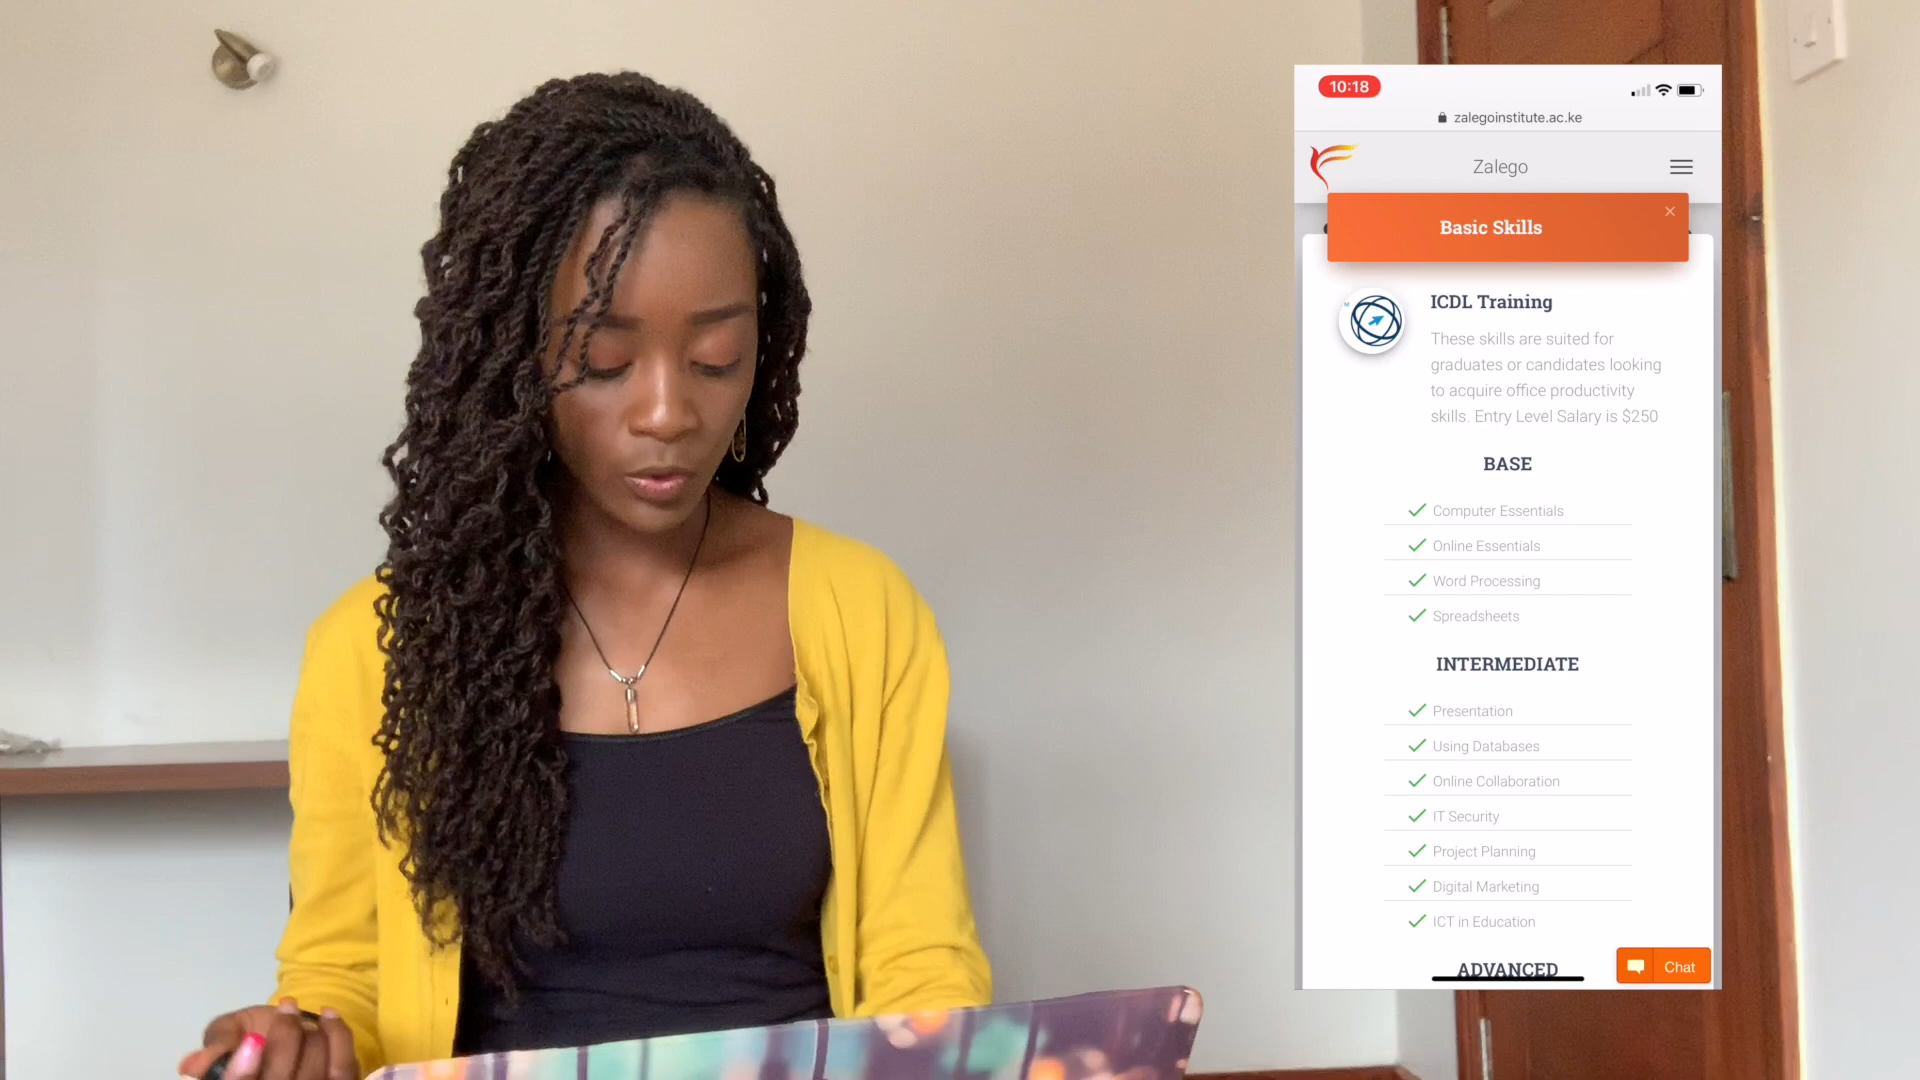 10:18
zalegoinstitute.ac.ke
Zalego
Basic Skills
ICDL Training
These skills are suited for
graduates or candidates looking
to acquire office productivity
skills. Entry Level Salary is $250
BASE
Computer Essentials
Online Essentials
Word Processing
Spreadsheets
INTERMEDIATE
Presentation
Using Databases
Online Collaboration
IT Security
Project Planning
Digital Marketing
ICT in Education
ADVANCED
Chat